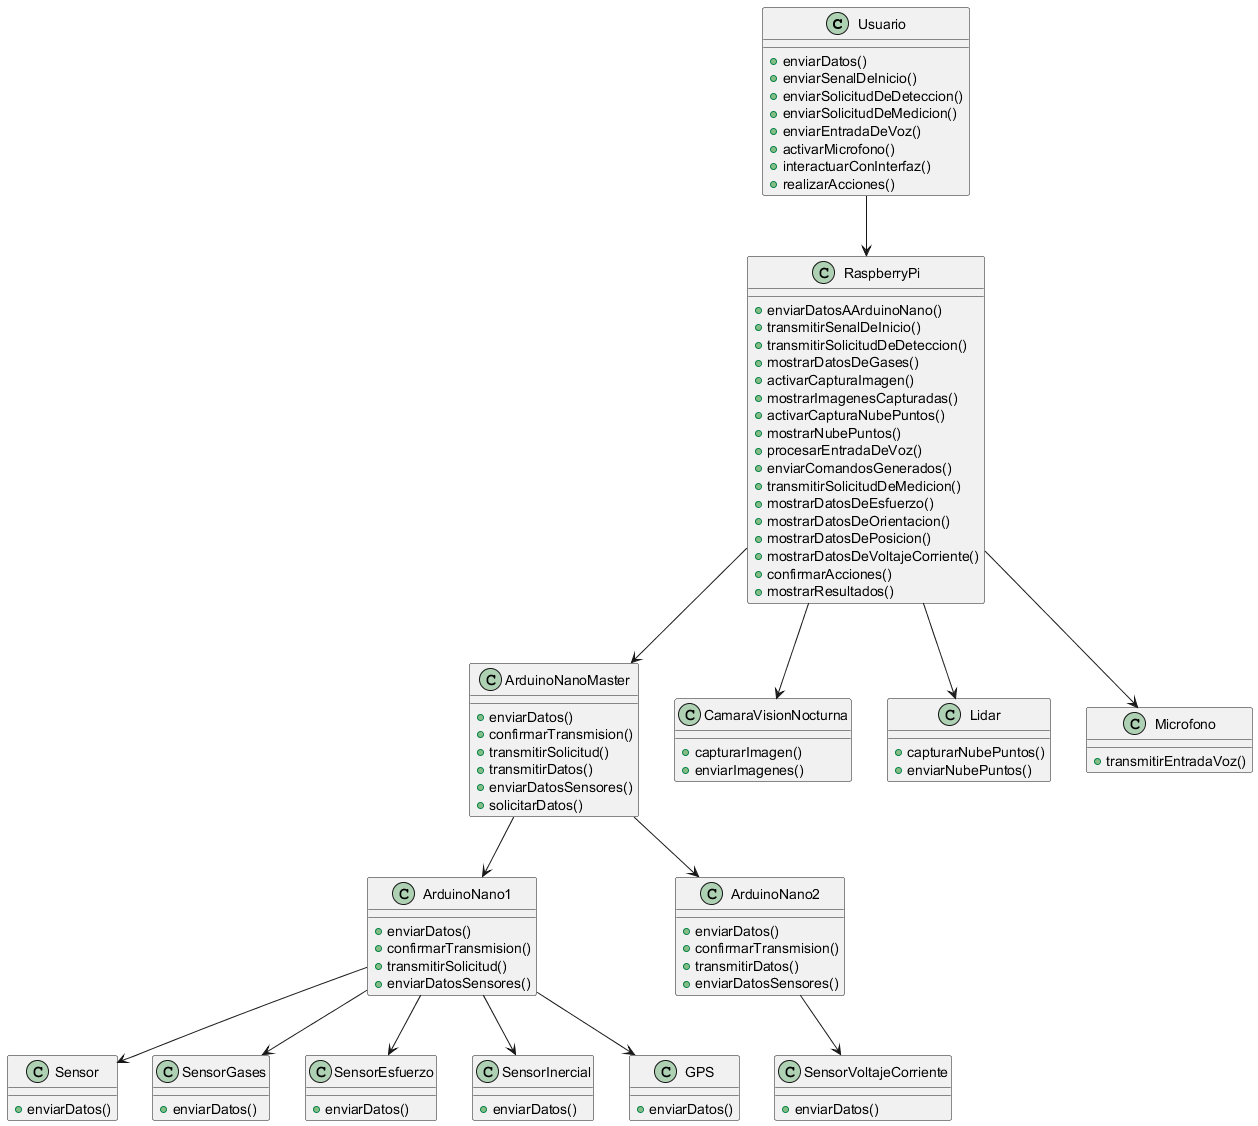 C Usuario
enviarDatos()
enviarSenalDeInicio()
enviarSolicitudDeDeteccion()
enviarSolicitudDeMedicion()
enviarEntradaDeVoz()
activarMicrofono()
interactuarConInterfaz()
realizarAcciones()
C RaspberryPi
enviarDatosAArduinoNano()
transmitirSenalDeInicio()
transmitirSolicitudDeDeteccion()
mostrarDatosDeGases()
activarCapturaImagen()
mostrarImagenesCapturadas()
activarCapturaNubePuntos()
mostrarNubePuntos()
procesarEntradaDeVoz()
enviarComandosGenerados()
transmitirSolicitudDeMedicion()
mostrarDatosDeEsfuerzo()
mostrarDatosDeOrientacion()
mostrarDatosDePosicion()
mostrarDatosDeVoltajeCorriente()
confirmarAcciones()
mostrarResultados()
C ArduinoNanoMaster
enviarDatos()
confirmarTransmision()
transmitirSolicitud()
transmitirDatos()
enviarDatosSensores()
solicitarDatos()
C CamaraVisionNocturna
capturarImagen()
enviarImagenes()
C Lidar
capturarNubePuntos()
enviarNubePuntos()
C Microfono
transmitirEntradaVoz()
C ArduinoNano1
enviarDatos()
confirmarTransmision()
transmitirSolicitud()
enviarDatosSensores()
C ArduinoNano2
enviarDatos()
confirmarTransmision()
transmitirDatos()
enviarDatosSensores()
C Sensor
enviarDatos()
C SensorGases
enviarDatos()
C SensorEsfuerzo
enviarDatos()
C SensorInercial
enviarDatos()
C GPS
enviarDatos()
C SensorVoltajeCorriente
enviarDatos()